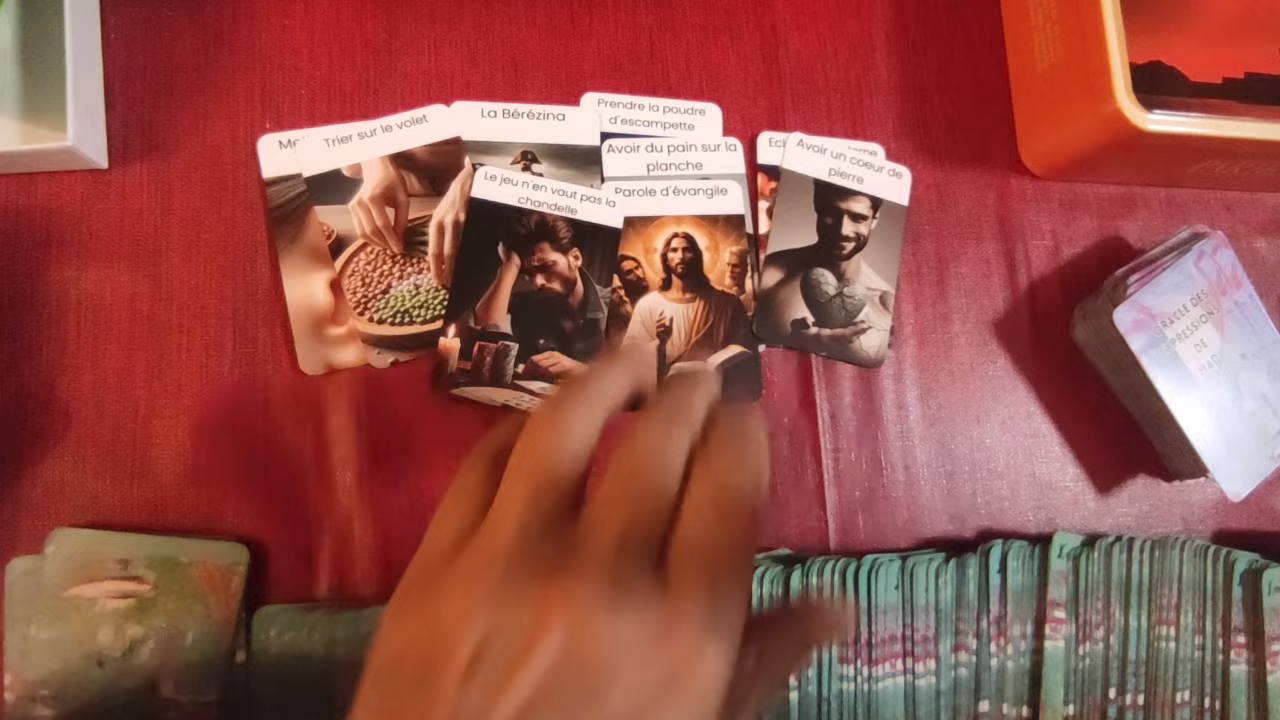 Trier sur le volet
La Bérézina
Prendre la poudre
d'escampette
Avoir du pain sur la
planche
Le jeu n'en vaut pas la
chandelle
Parole d'évangile
Avoir un coeur de
pierre
DE